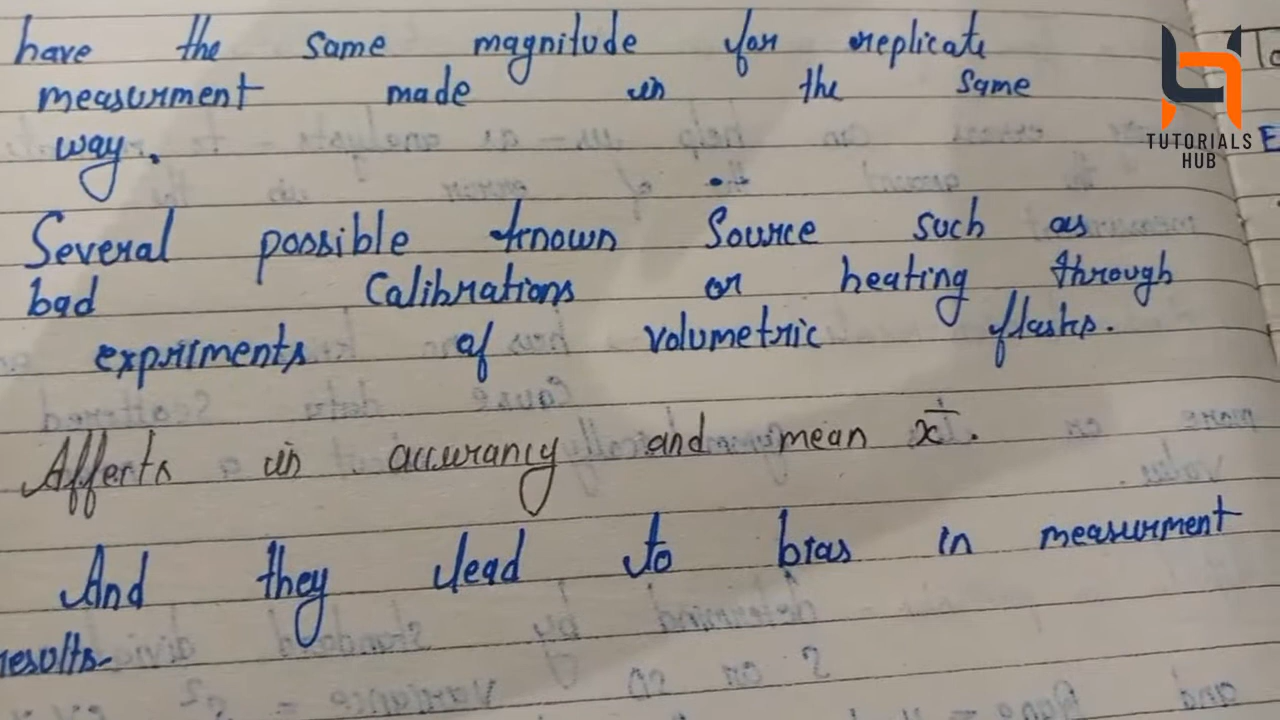 have the same magnitude for replicate
measurment made in the same
way.
Several possible known Source such as
bad Calibrations or heating through
expriments of volumetric flasks.
Affects in accurancy and mean x̄.
And they lead to bias in measurment
results.
TUTORIALS
HUB
To
E